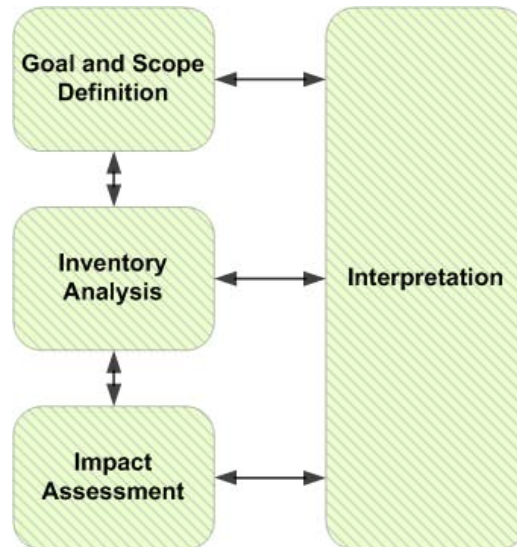 Goal and Scope
Definition
Inventory
Analysis
Interpretation
Impact
Assessment